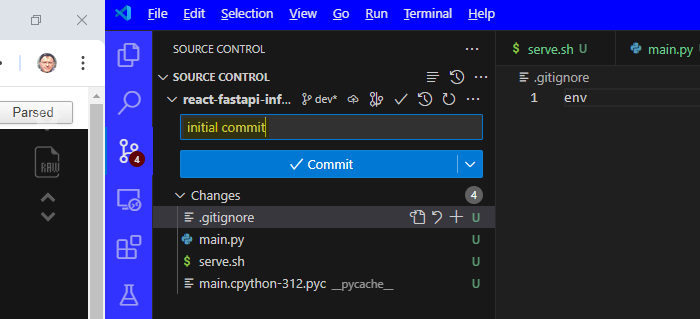 File Edit Selection View Go Run Terminal Help
Parsed
RAW
SOURCE CONTROL
SOURCE CONTROL
react-fastapi-inf... dev*
initial commit
Commit
Changes 4
.gitignore U
main.py U
serve.sh U
main.cpython-312.pyc __pycache__ U
4
$ serve.sh U main.py
.gitignore
1 env